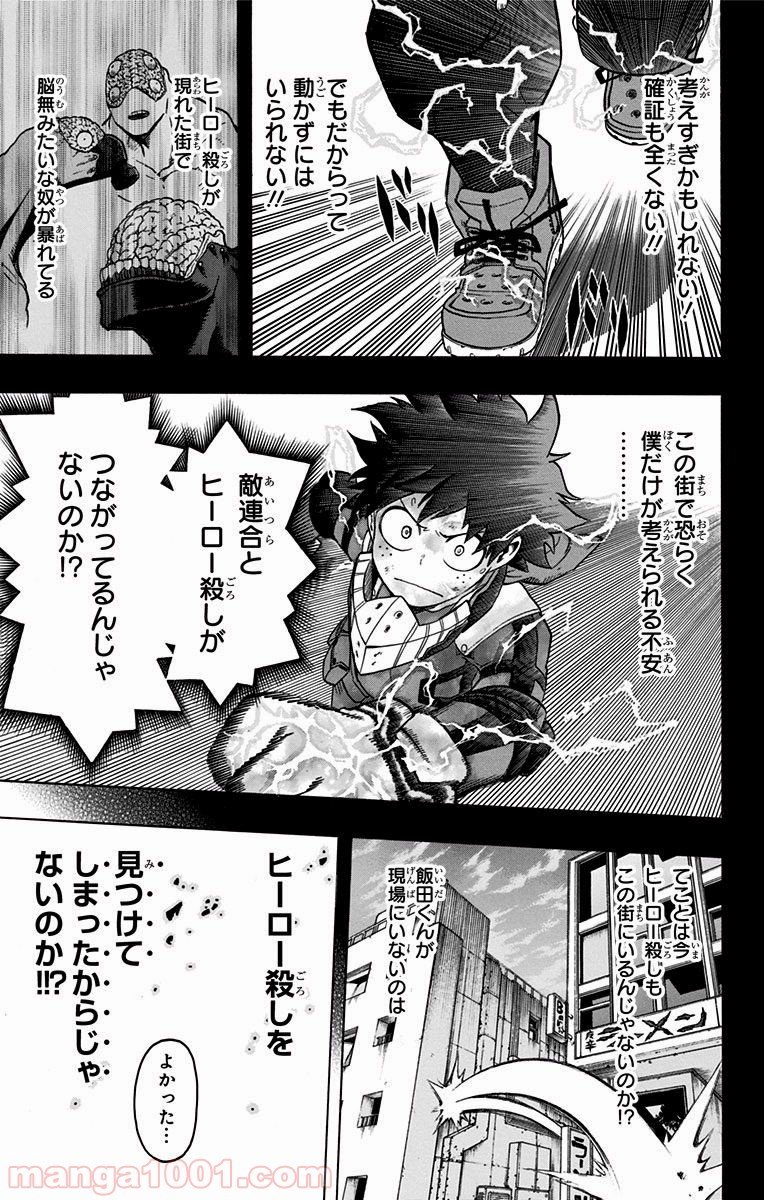 考えすぎかもしれない！
確証も全くない!!
でもだからって
動かずには
いられない!!
ヒーロー殺しが
現れた街で
脳無みたいな奴が暴れてる
この街で恐らく
僕だけが考えられる不安
………
敵連合と
ヒーロー殺しが
つながってるんじゃ
ないのか!?
てことは今
ヒーロー殺しも
この街にいるんじゃないのか!?
飯田くんが
現場にいないのは
ヒーロー殺しを
見つけて
しまったからじゃ
ないのか!!?
よかった…
manga1001.com